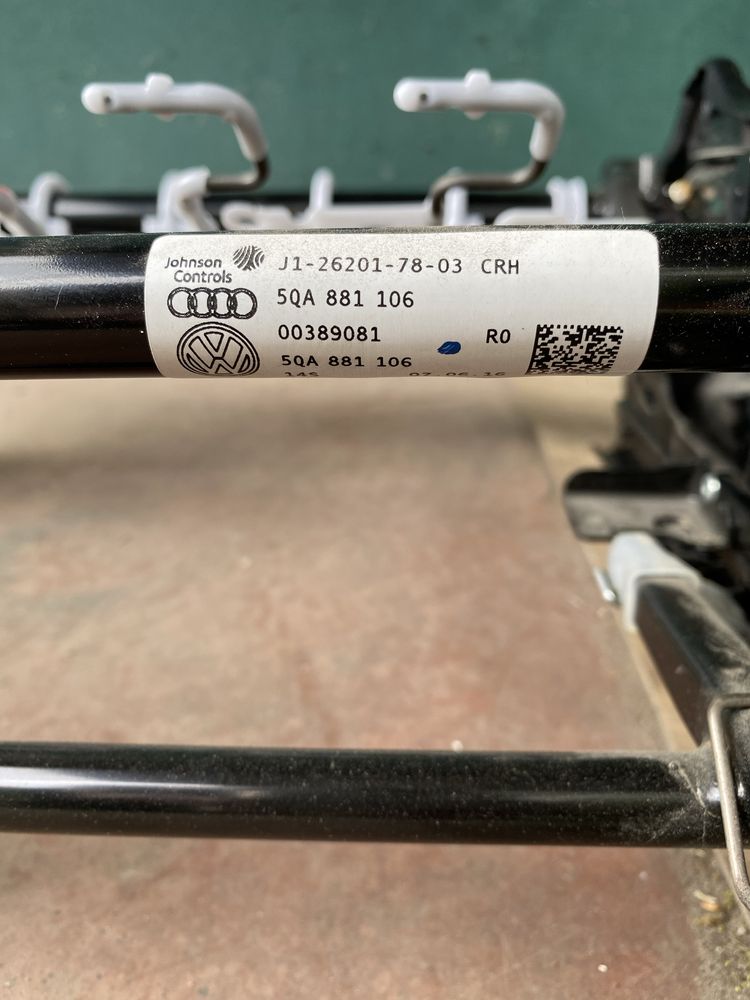 Johnson Controls
J1-26201-78-03 CRH
5QA 881 106
00389081 R0
5QA 881 106